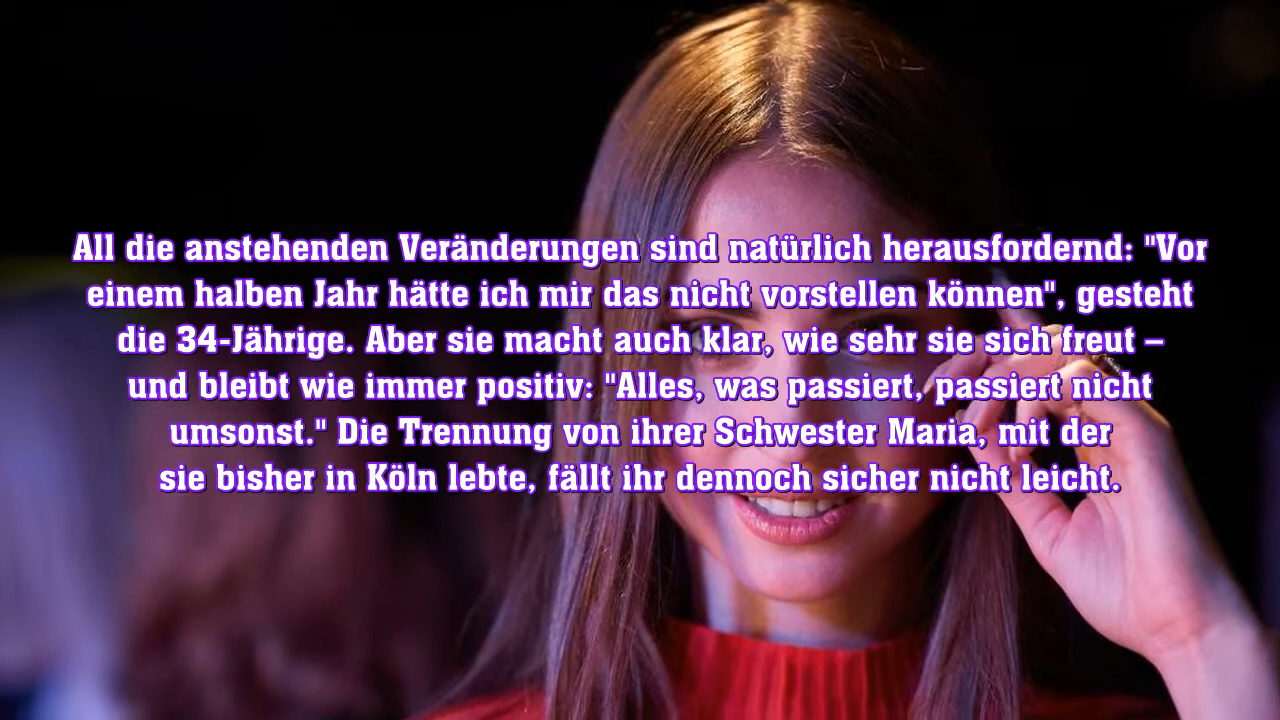 All die anstehenden Veränderungen sind natürlich herausfordernd: "Vor
einem halben Jahr hätte ich mir das nicht vorstellen können", gesteht
die 34-Jährige. Aber sie macht auch klar, wie sehr sie sich freut –
und bleibt wie immer positiv: "Alles, was passiert, passiert nicht
umsonst." Die Trennung von ihrer Schwester Maria, mit der
sie bisher in Köln lebte, fällt ihr dennoch sicher nicht leicht.